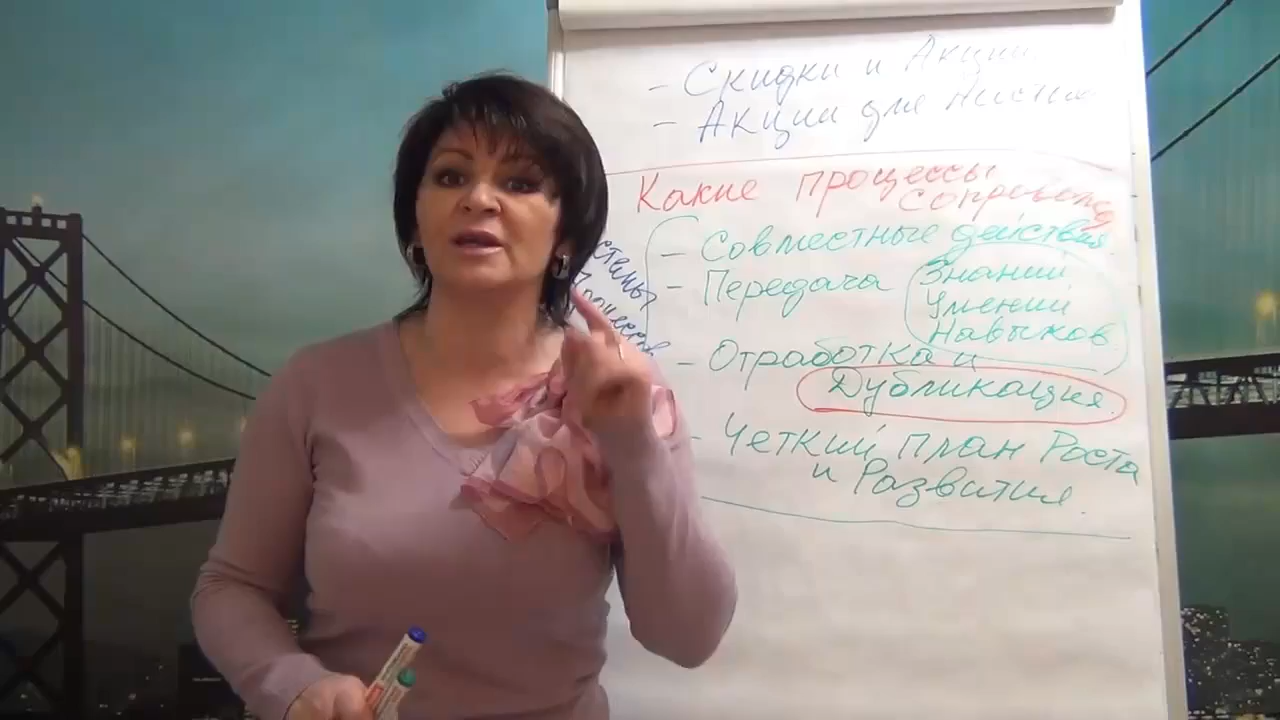 - Скидки и Акции
- Акции для
Какие процессы
сопровожд
- Совместные действия
- Передача Знаний
Умений
Навыков.
- Отработка и
Дубликация.
- Четкий план Роста
и Развития.